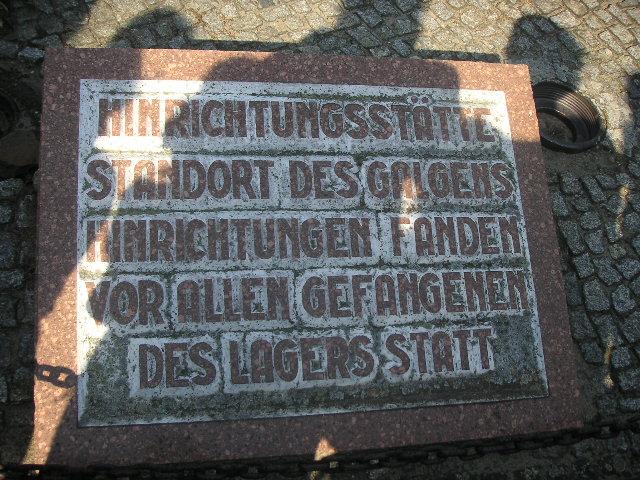 HINRICHTUNGSSTÄTTE
STANDORT DES GALGENS
HINRICHTUNGEN FANDEN
VOR ALLEN GEFANGENEN
DES LAGERS STATT